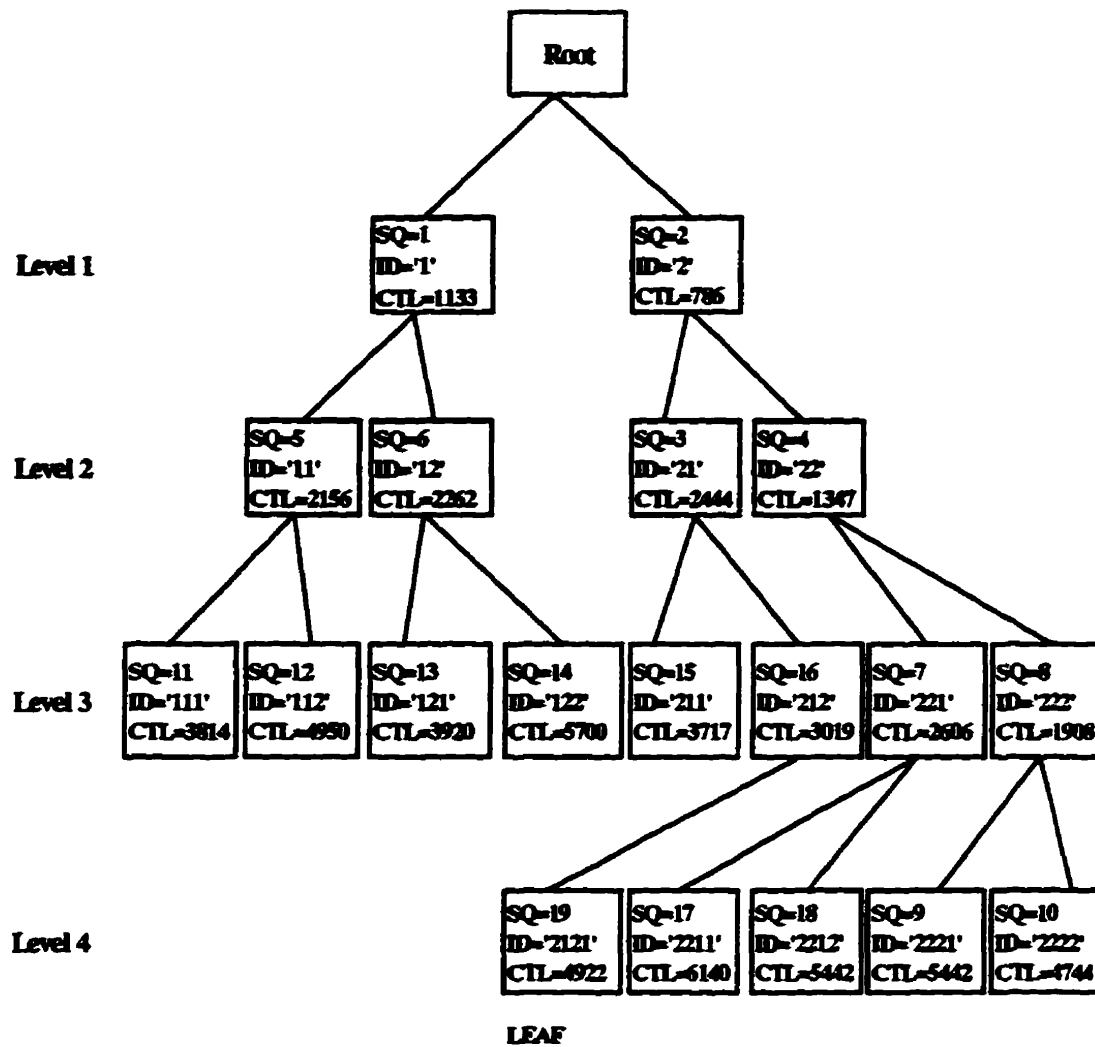 Root
Level 1
SQ=1
ID='1'
CTL=1133
SQ=2
ID='2'
CTL=786
Level 2
SQ=5
ID='11'
CTL=2156
SQ=6
ID='12'
CTL=2262
SQ=3
ID='21'
CTL=2444
SQ=4
ID='22'
CTL=1347
Level 3
SQ=11
ID='111'
CTL=3814
SQ=12
ID='112'
CTL=4950
SQ=13
ID='121'
CTL=3920
SQ=14
ID='122'
CTL=5700
SQ=15
ID='211'
CTL=3717
SQ=16
ID='212'
CTL=3019
SQ=7
ID='221'
CTL=2606
SQ=8
ID='222'
CTL=1908
Level 4
SQ=19
ID='2121'
CTL=4922
SQ=17
ID='2211'
CTL=6140
SQ=18
ID='2212'
CTL=5442
SQ=9
ID='2221'
CTL=5442
SQ=10
ID='2222'
CTL=4744
LEAF